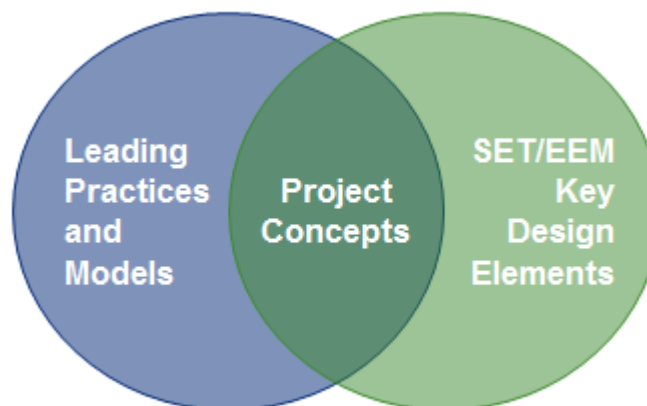 Leading
Practices
and
Models
Project
Concepts
SET/EEM
Key
Design
Elements